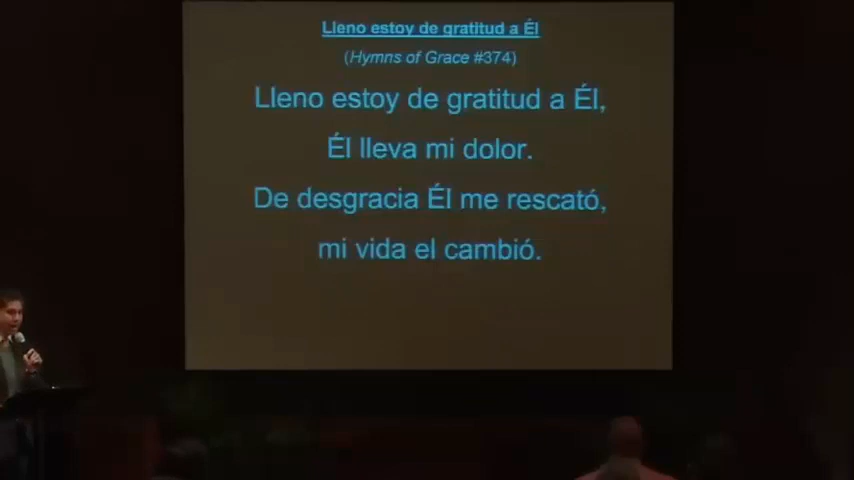 Lleno estoy de gratitud a Él
(Hymns of Grace #374)
Lleno estoy de gratitud a Él,
Él lleva mi dolor.
De desgracia Él me rescató,
mi vida el cambió.